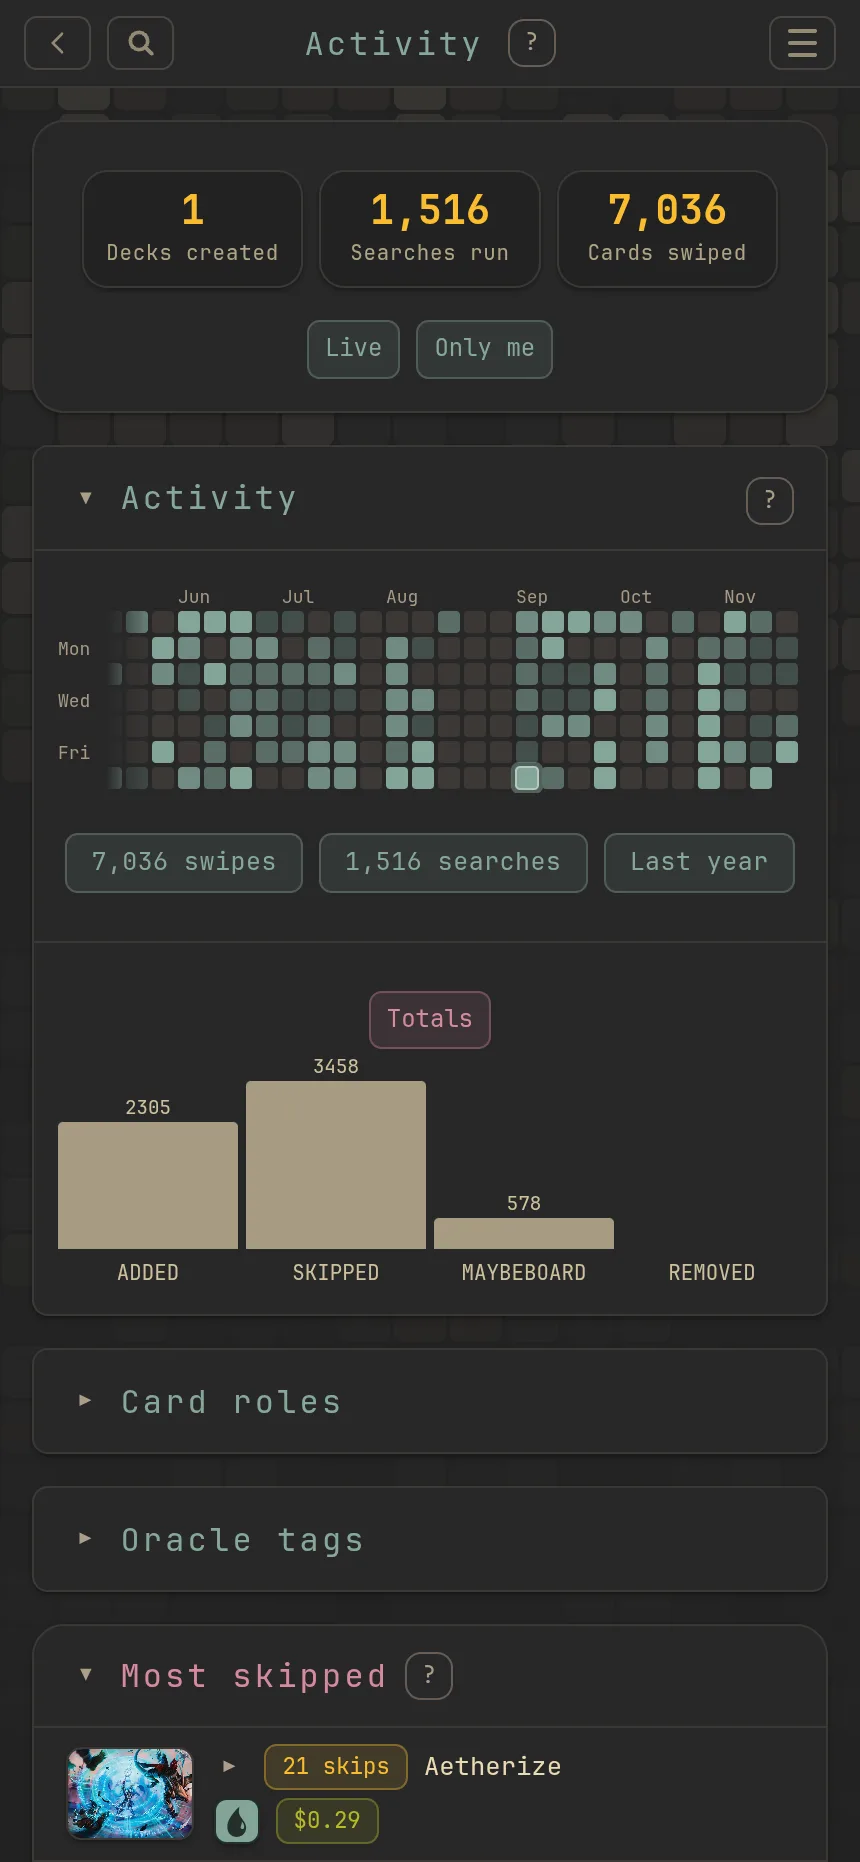 Activity ?
1 1,516 7,036
Decks created Searches run Cards swiped
Live Only me
▼ Activity ?
Jun Jul Aug Sep Oct Nov
Mon
Wed
Fri
7,036 swipes 1,516 searches Last year
Totals
3458
2305
578
ADDED SKIPPED MAYBEBOARD REMOVED
▶ Card roles
▶ Oracle tags
▼ Most skipped ?
▶ 21 skips Aetherize
$0.29